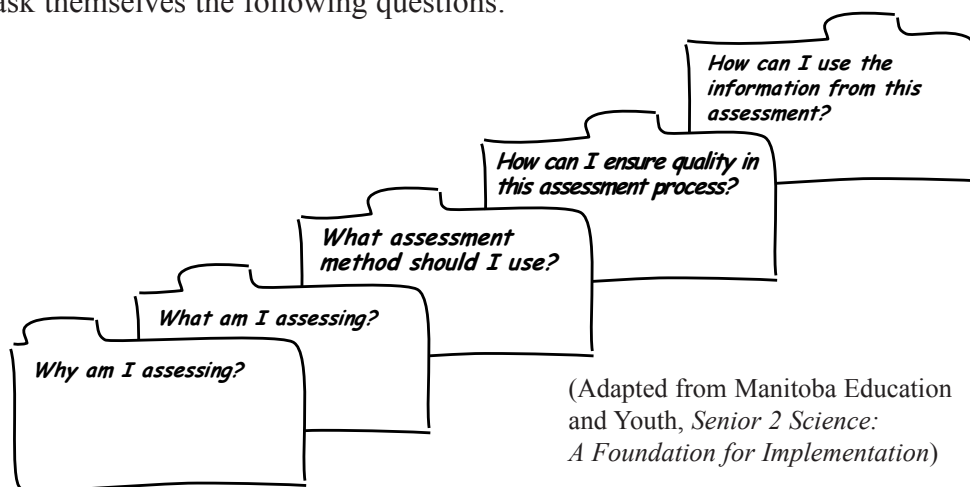 ask themselves the following questions:
How can I use the
information from this
assessment?
How can I ensure quality in
this assessment process?
What assessment
method should I use?
What am I assessing?
Why am I assessing?
(Adapted from Manitoba Education
and Youth, Senior 2 Science:
A Foundation for Implementation)